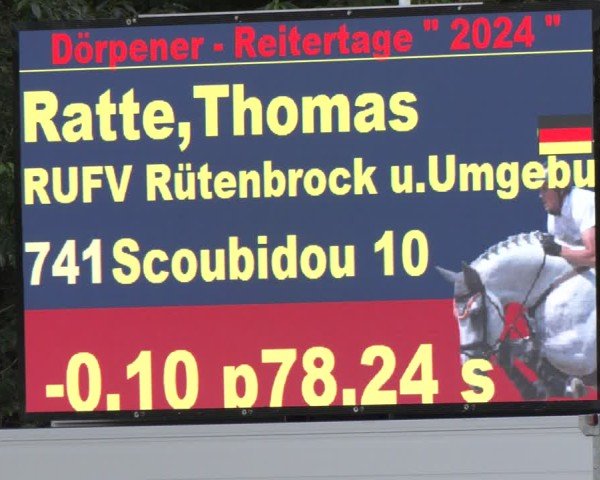 Dörpener - Reitertage " 2024 "
Ratte,Thomas
RUFV Rütenbrock u.Umgebu
741 Scoubidou 10
-0.10 p78.24 s